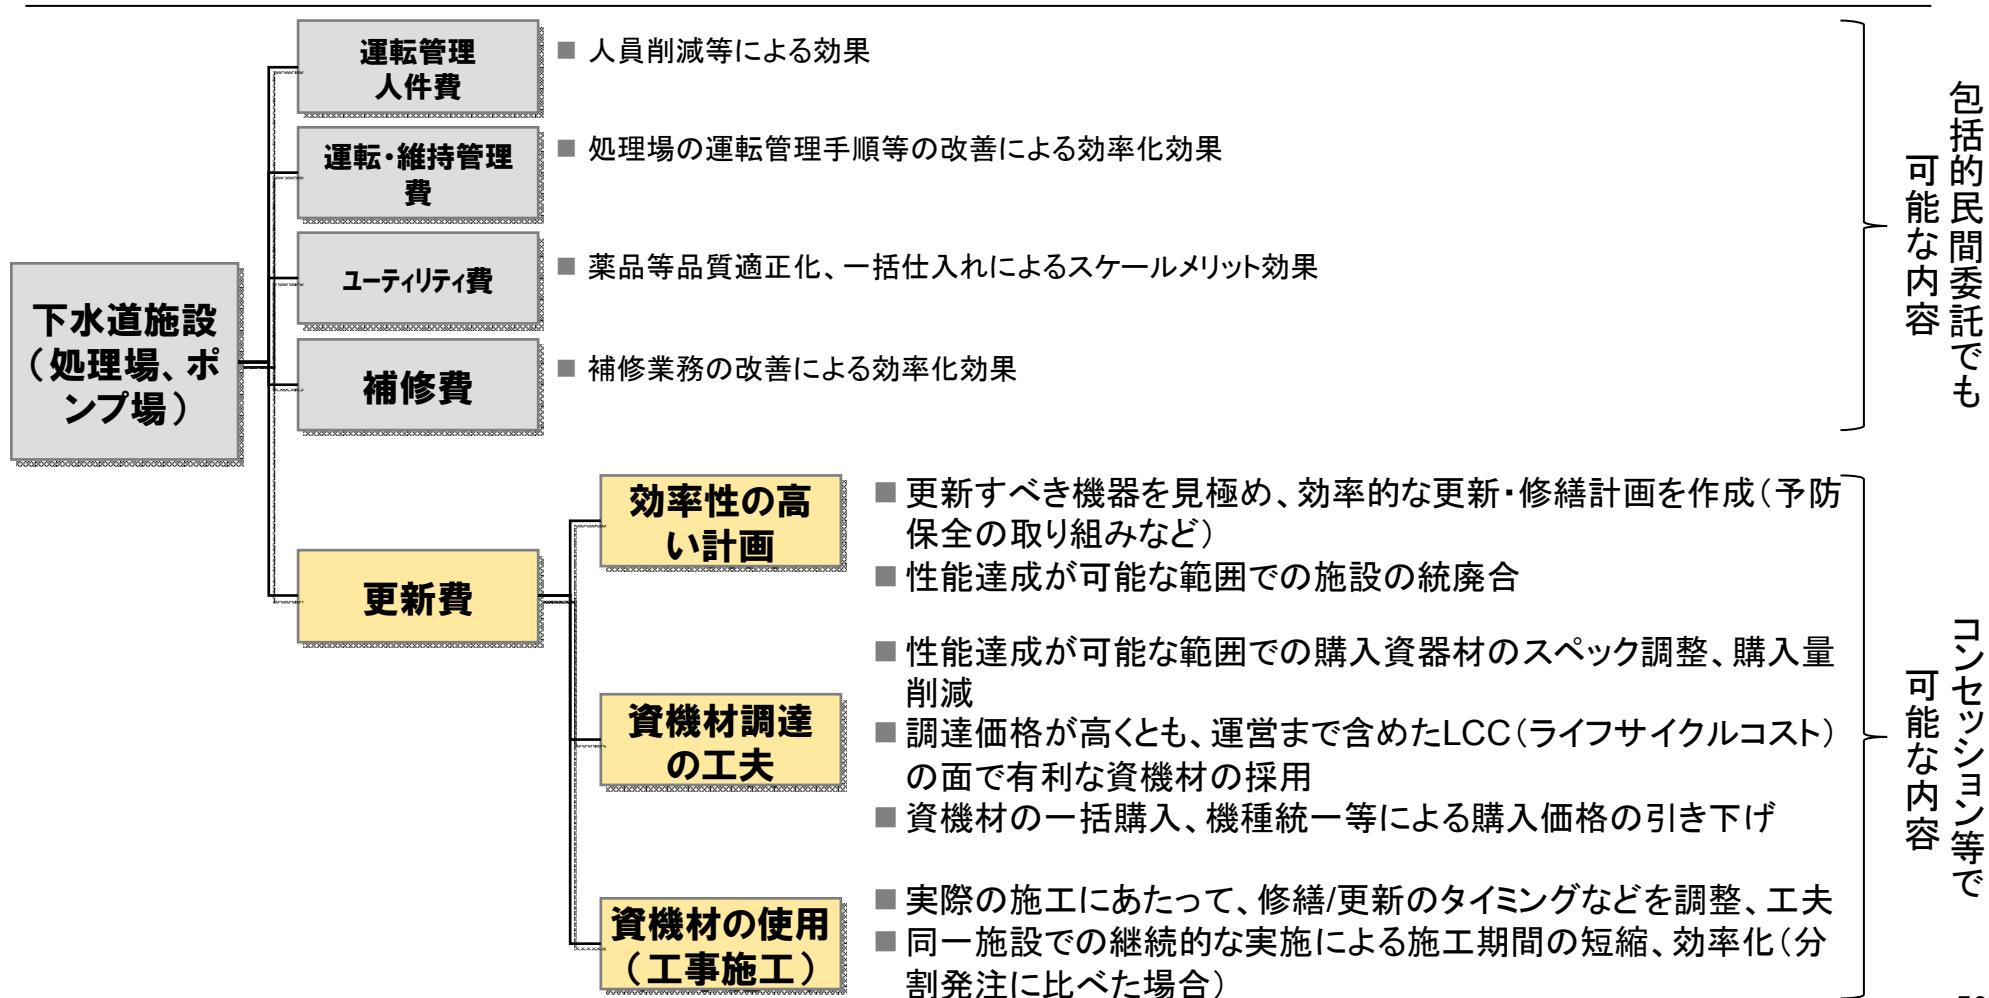 運転管理
人件費
■ 人員削減等による効果
運転・維持管理
費
■ 処理場の運転管理手順等の改善による効率化効果
ユーティリティ費
■ 薬品等品質適正化、一括仕入れによるスケールメリット効果
下水道施設
（処理場、ポ
ンプ場）
補修費
■ 補修業務の改善による効率化効果
包括的民間委託でも
可能な内容
更新費
効率性の高
い計画
■ 更新すべき機器を見極め、効率的な更新・修繕計画を作成（予防
保全の取り組みなど）
■ 性能達成が可能な範囲での施設の統廃合
資機材調達
の工夫
■ 性能達成が可能な範囲での購入資器材のスペック調整、購入量
削減
■ 調達価格が高くとも、運営まで含めたLCC（ライフサイクルコスト）
の面で有利な資機材の採用
■ 資機材の一括購入、機種統一等による購入価格の引き下げ
資機材の使用
（工事施工）
■ 実際の施工にあたって、修繕/更新のタイミングなどを調整、工夫
■ 同一施設での継続的な実施による施工期間の短縮、効率化（分
割発注に比べた場合）
コンセッション等で
可能な内容